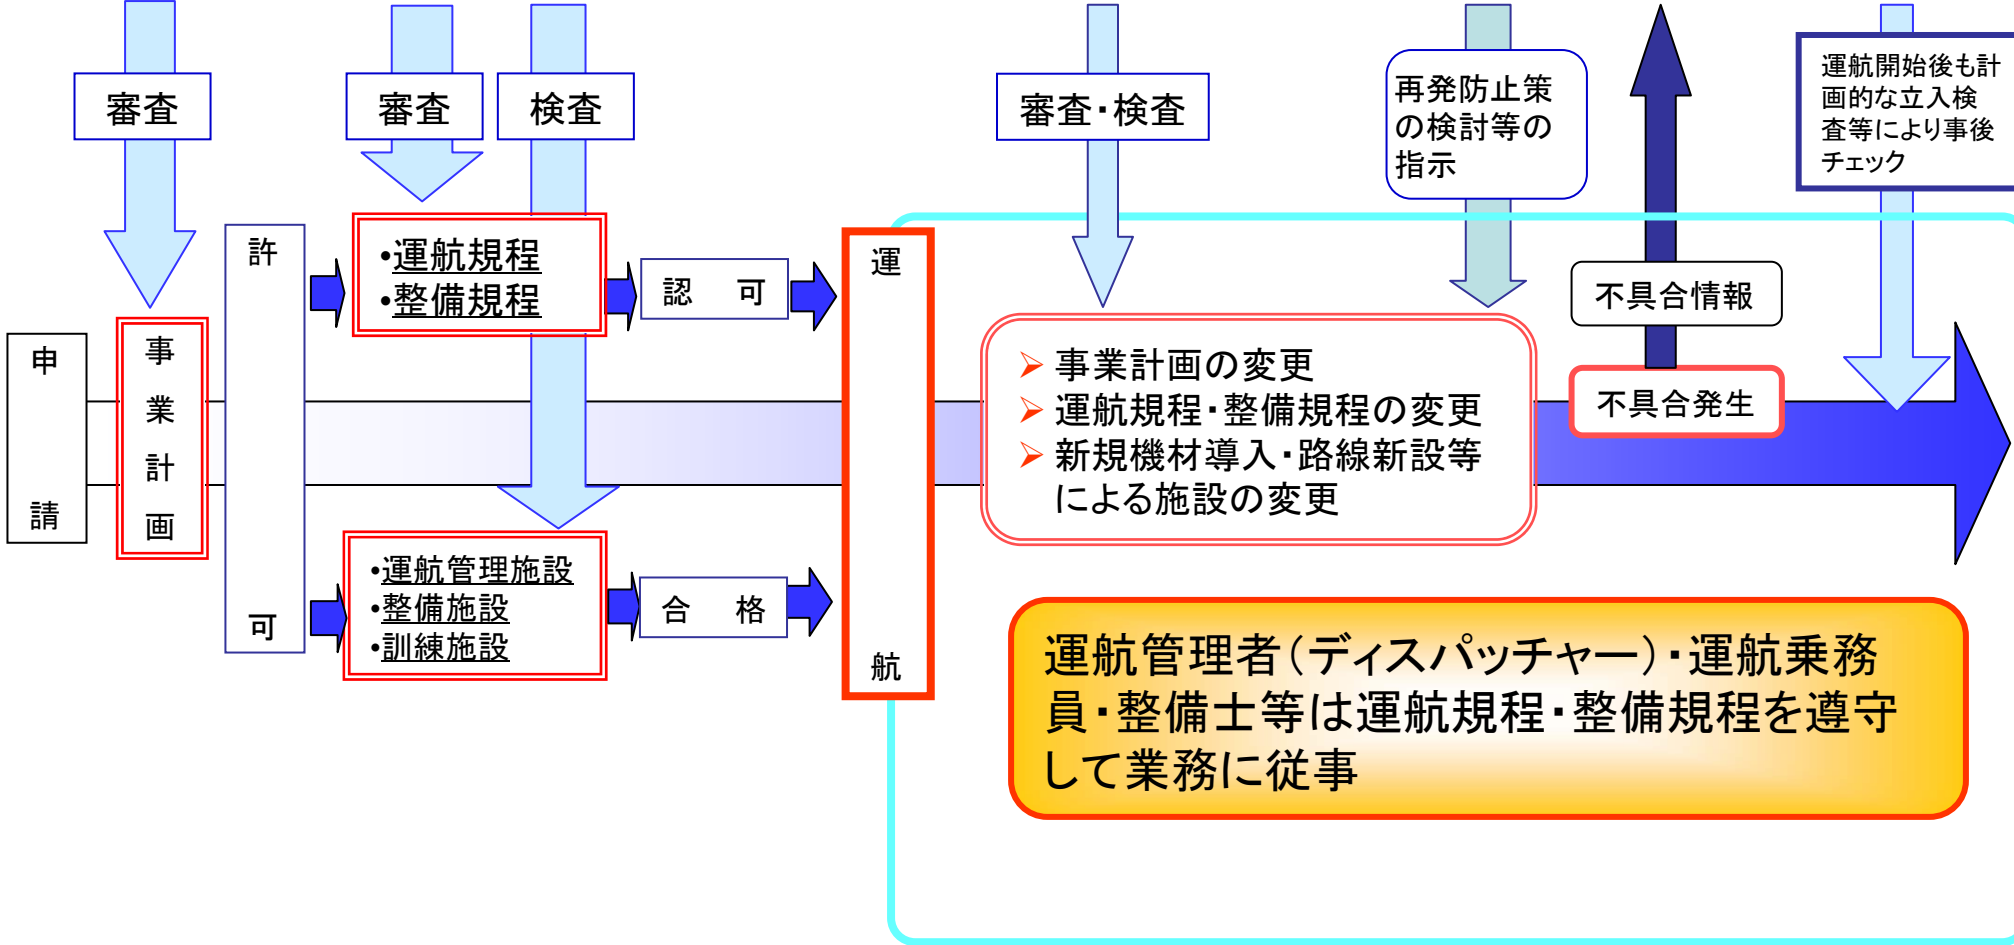 審査
審査
検査
審査・検査
再発防止策
の検討等の
指示
運航開始後も計
画的な立入検
査等により事後
チェック
申請
事業計画
許可
•運航規程
•整備規程
認 可
•運航管理施設
•整備施設
•訓練施設
合 格
運航
➢ 事業計画の変更
➢ 運航規程・整備規程の変更
➢ 新規機材導入・路線新設等
による施設の変更
不具合情報
不具合発生
運航管理者(ディスパッチャー)・運航乗務
員・整備士等は運航規程・整備規程を遵守
して業務に従事